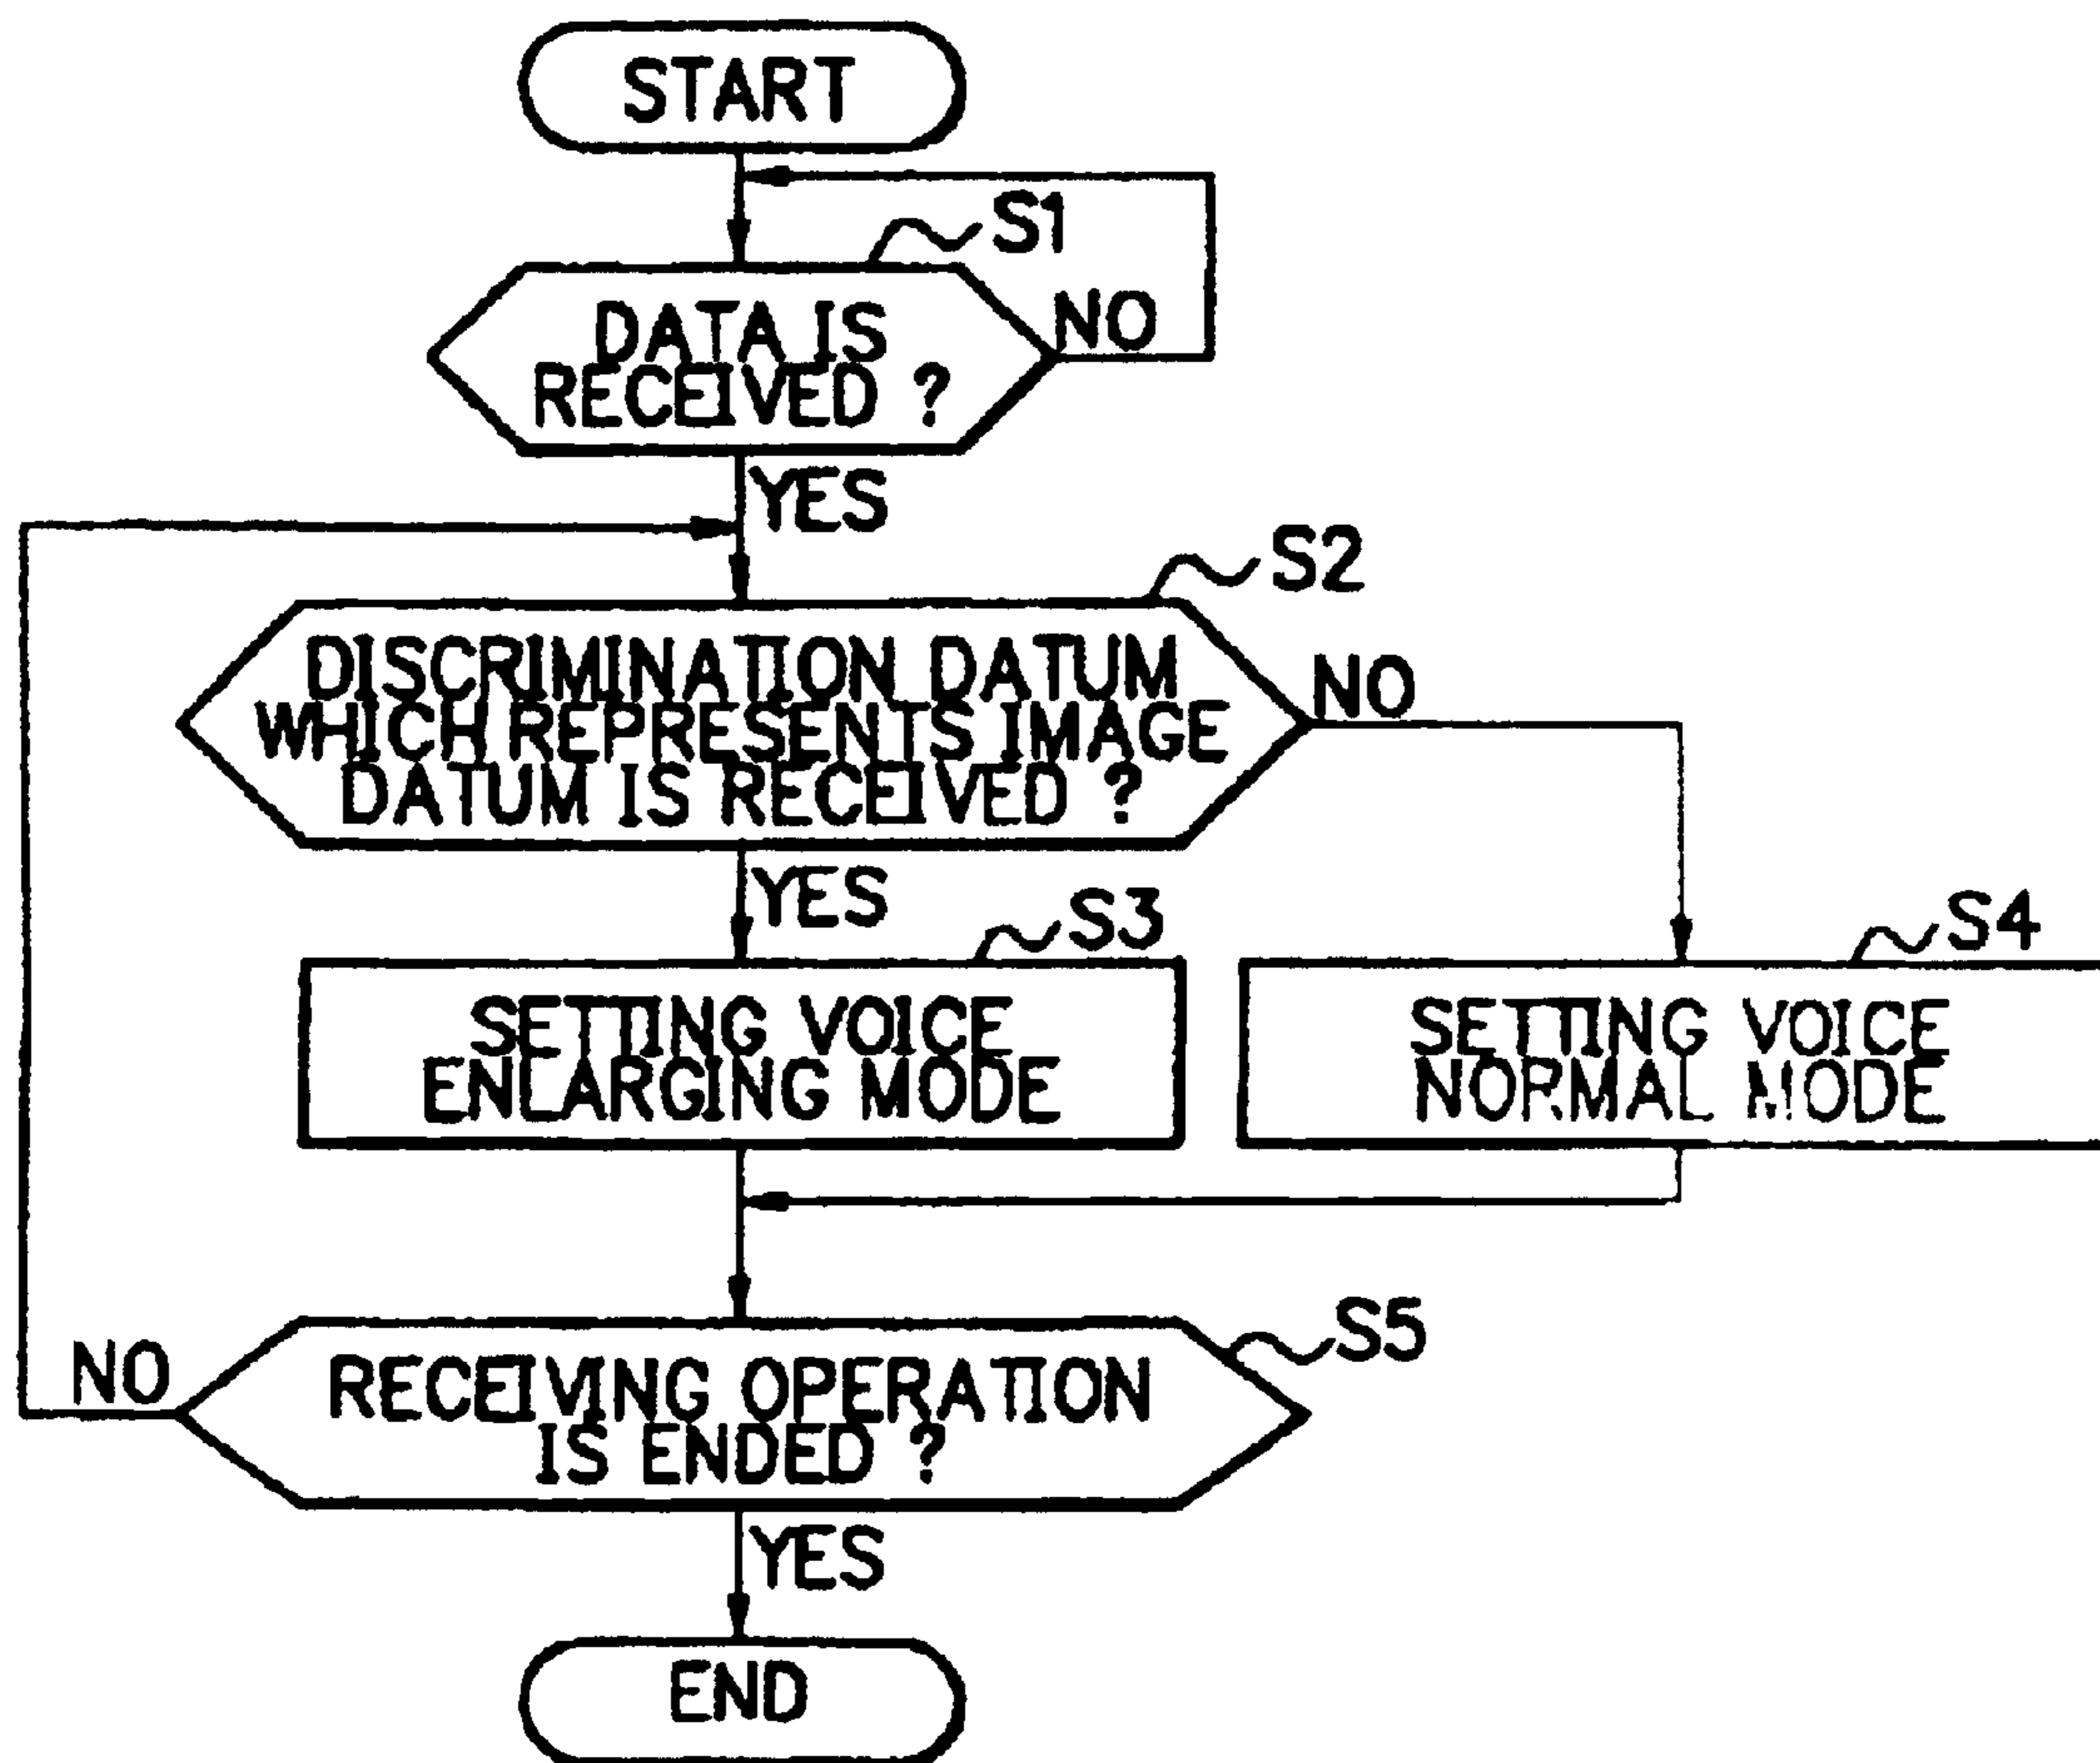 START
S1
DATA IS
RECEIVED ?
NO
YES
S2
DISCRIMINATION DATUM
WHICH REPRESENTS IMAGE
DATUM IS RECEIVED ?
NO
YES
S3
S4
SETTING VOICE
ENLARGING MODE
SETTING VOICE
NORMAL MODE
S5
RECEIVING OPERATION
IS ENDED ?
NO
YES
END